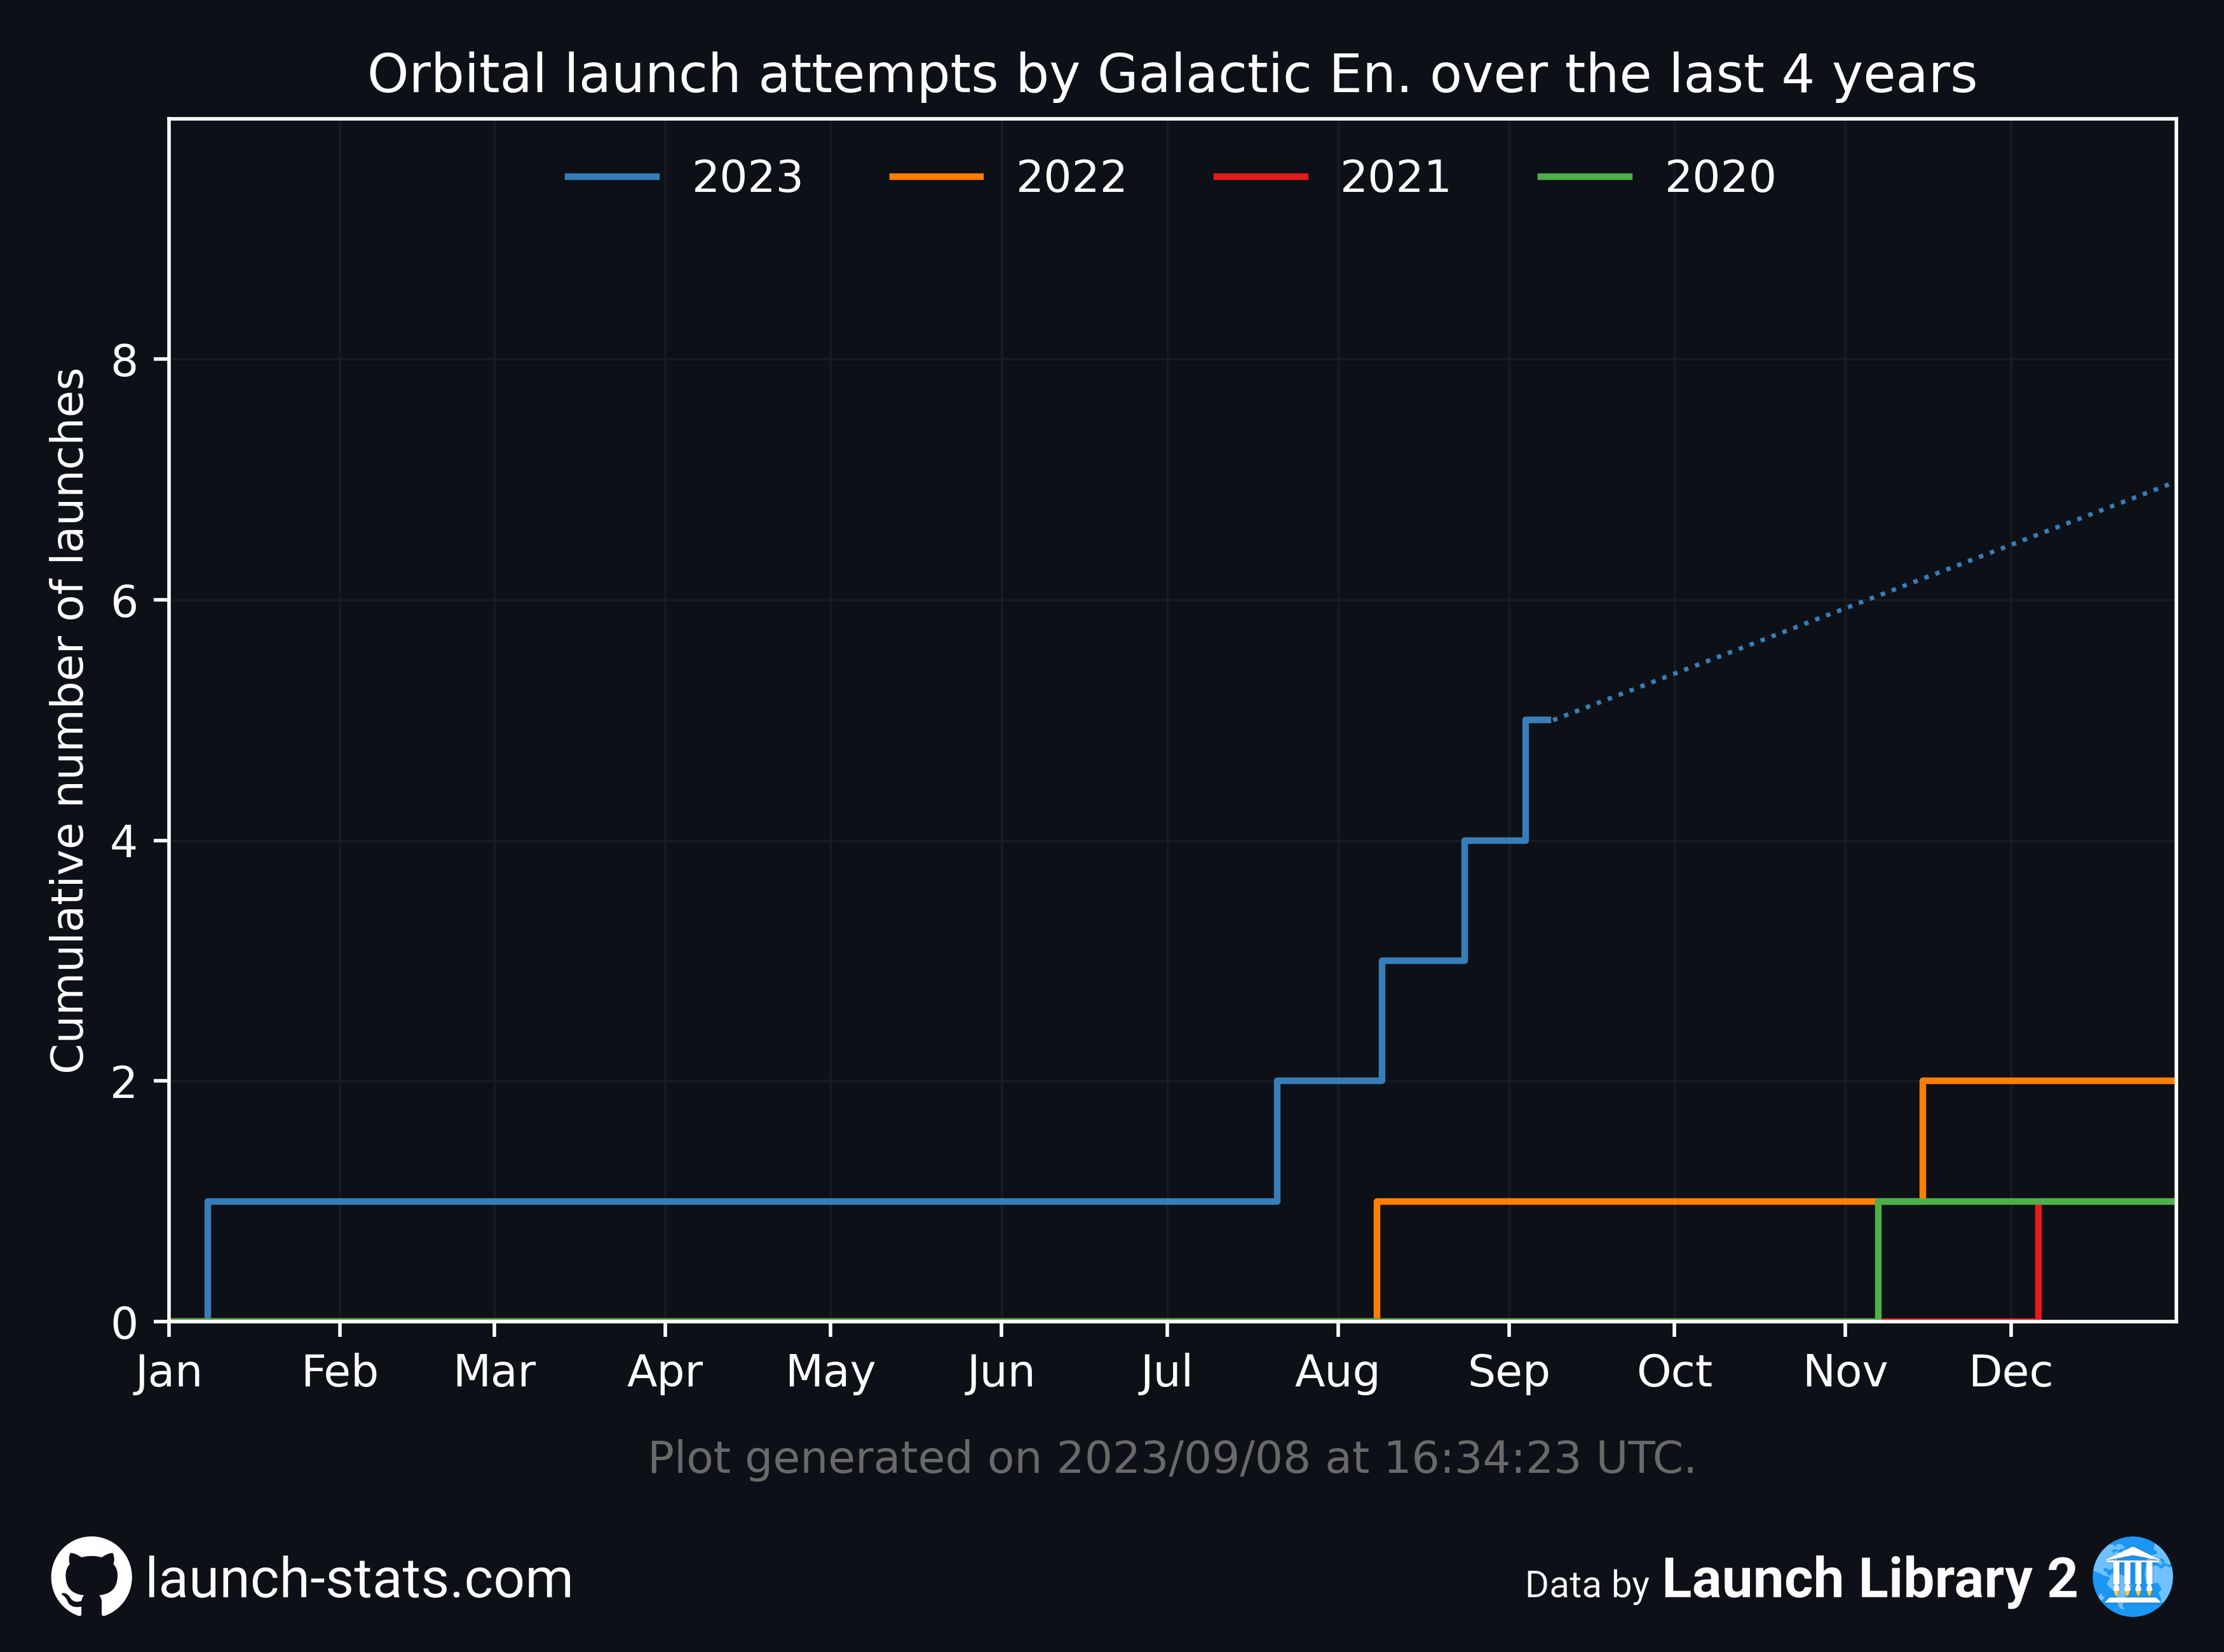 Orbital launch attempts by Galactic En. over the last 4 years
2023 2022 2021 2020
Cumulative number of launches
8
6
4
2
0
Jan Feb Mar Apr May Jun Jul Aug Sep Oct Nov Dec
Plot generated on 2023/09/08 at 16:34:23 UTC.
launch-stats.com
Data by Launch Library 2